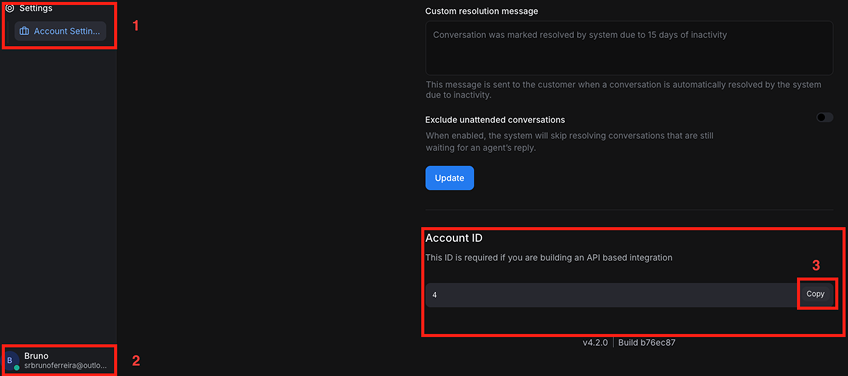 Settings
Account Settin...
1
Custom resolution message
Conversation was marked resolved by system due to 15 days of inactivity
This message is sent to the customer when a conversation is automatically resolved by the system
due to inactivity.
Exclude unattended conversations
When enabled, the system will skip resolving conversations that are still
waiting for an agent's reply.
Update
Account ID
This ID is required if you are building an API based integration
3
4
Copy
v4.2.0 | Build b76ec87
B
Bruno
srbrunoferreira@outlo...
2